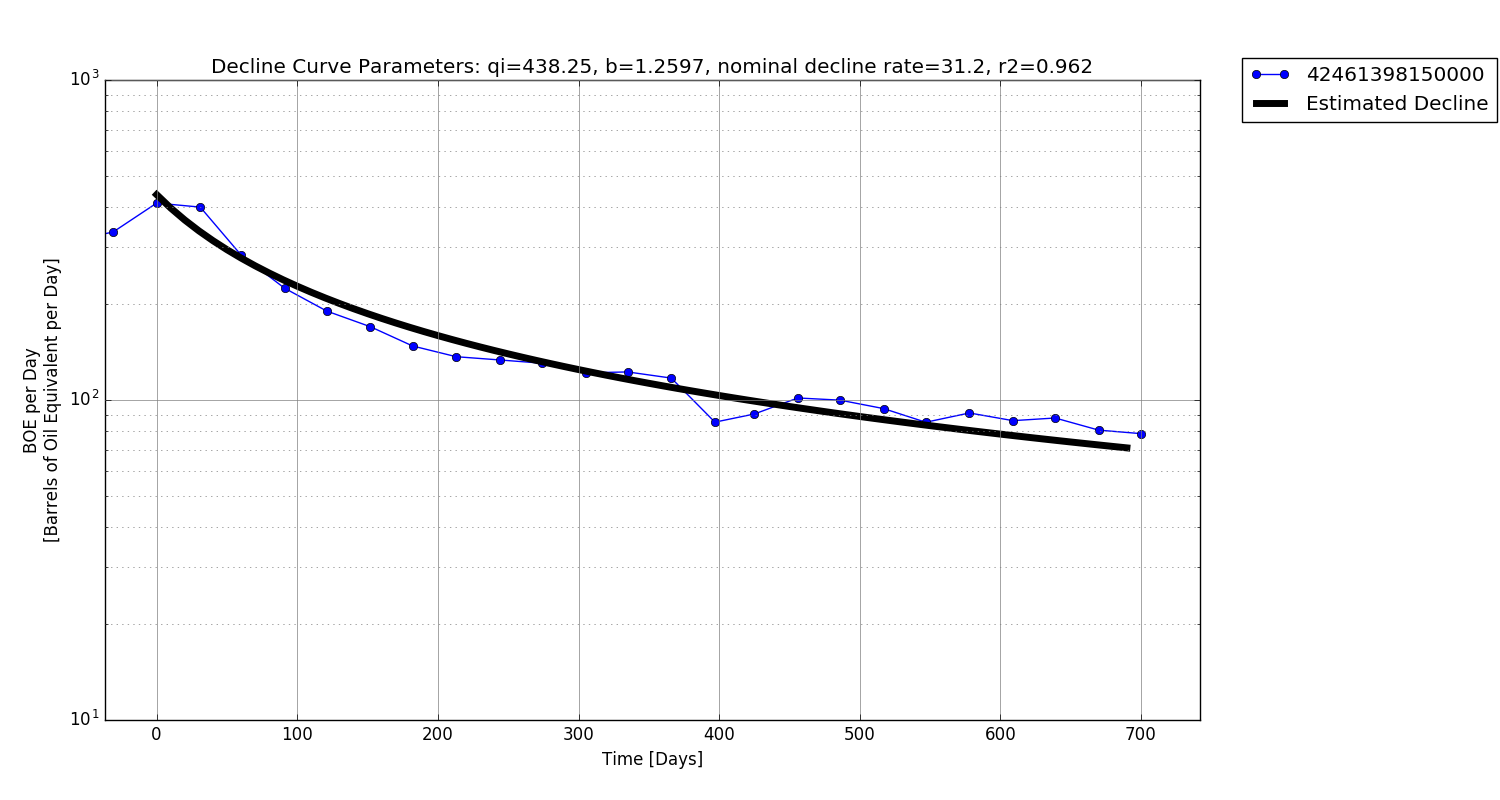 Decline Curve Parameters: qi=438.25, b=1.2597, nominal decline rate=31.2, r2=0.962
42461398150000
Estimated Decline
10³
10²
10¹
BOE per Day
[Barrels of Oil Equivalent per Day]
0 100 200 300 400 500 600 700
Time [Days]